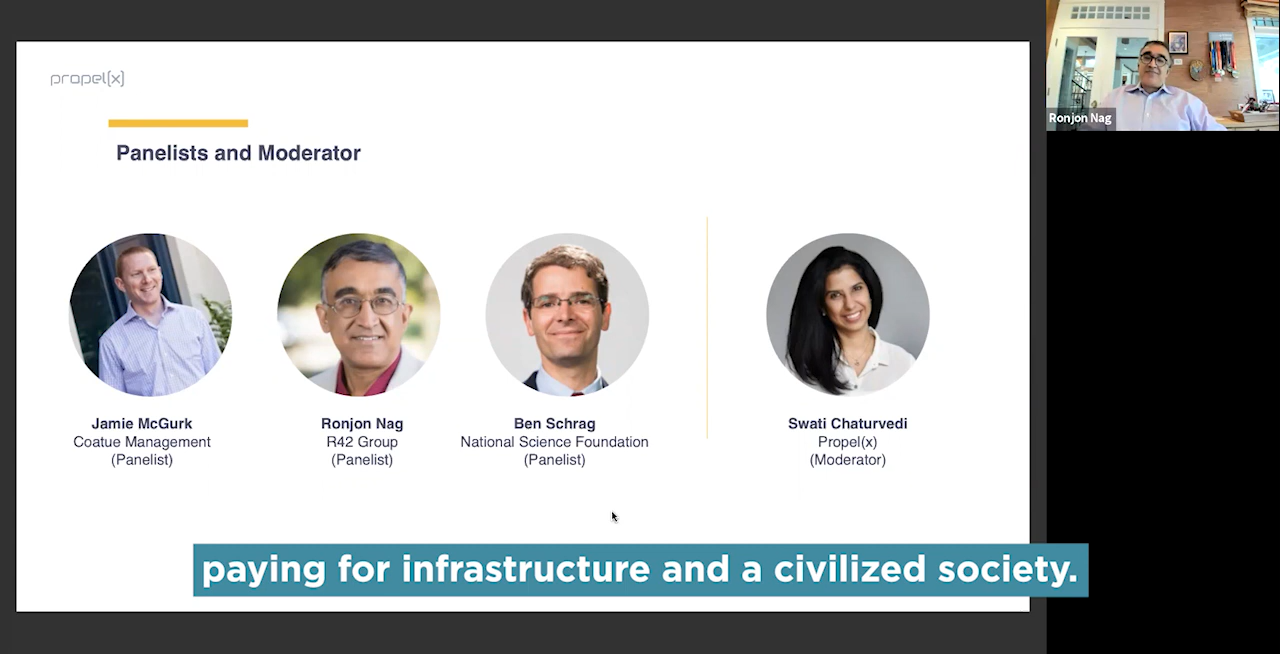 propel(x)
Panelists and Moderator
Jamie McGurk
Coatue Management
(Panelist)
Ronjon Nag
R42 Group
(Panelist)
Ben Schrag
National Science Foundation
(Panelist)
Swati Chaturvedi
Propel(x)
(Moderator)
paying for infrastructure and a civilized society.
Ronjon Nag